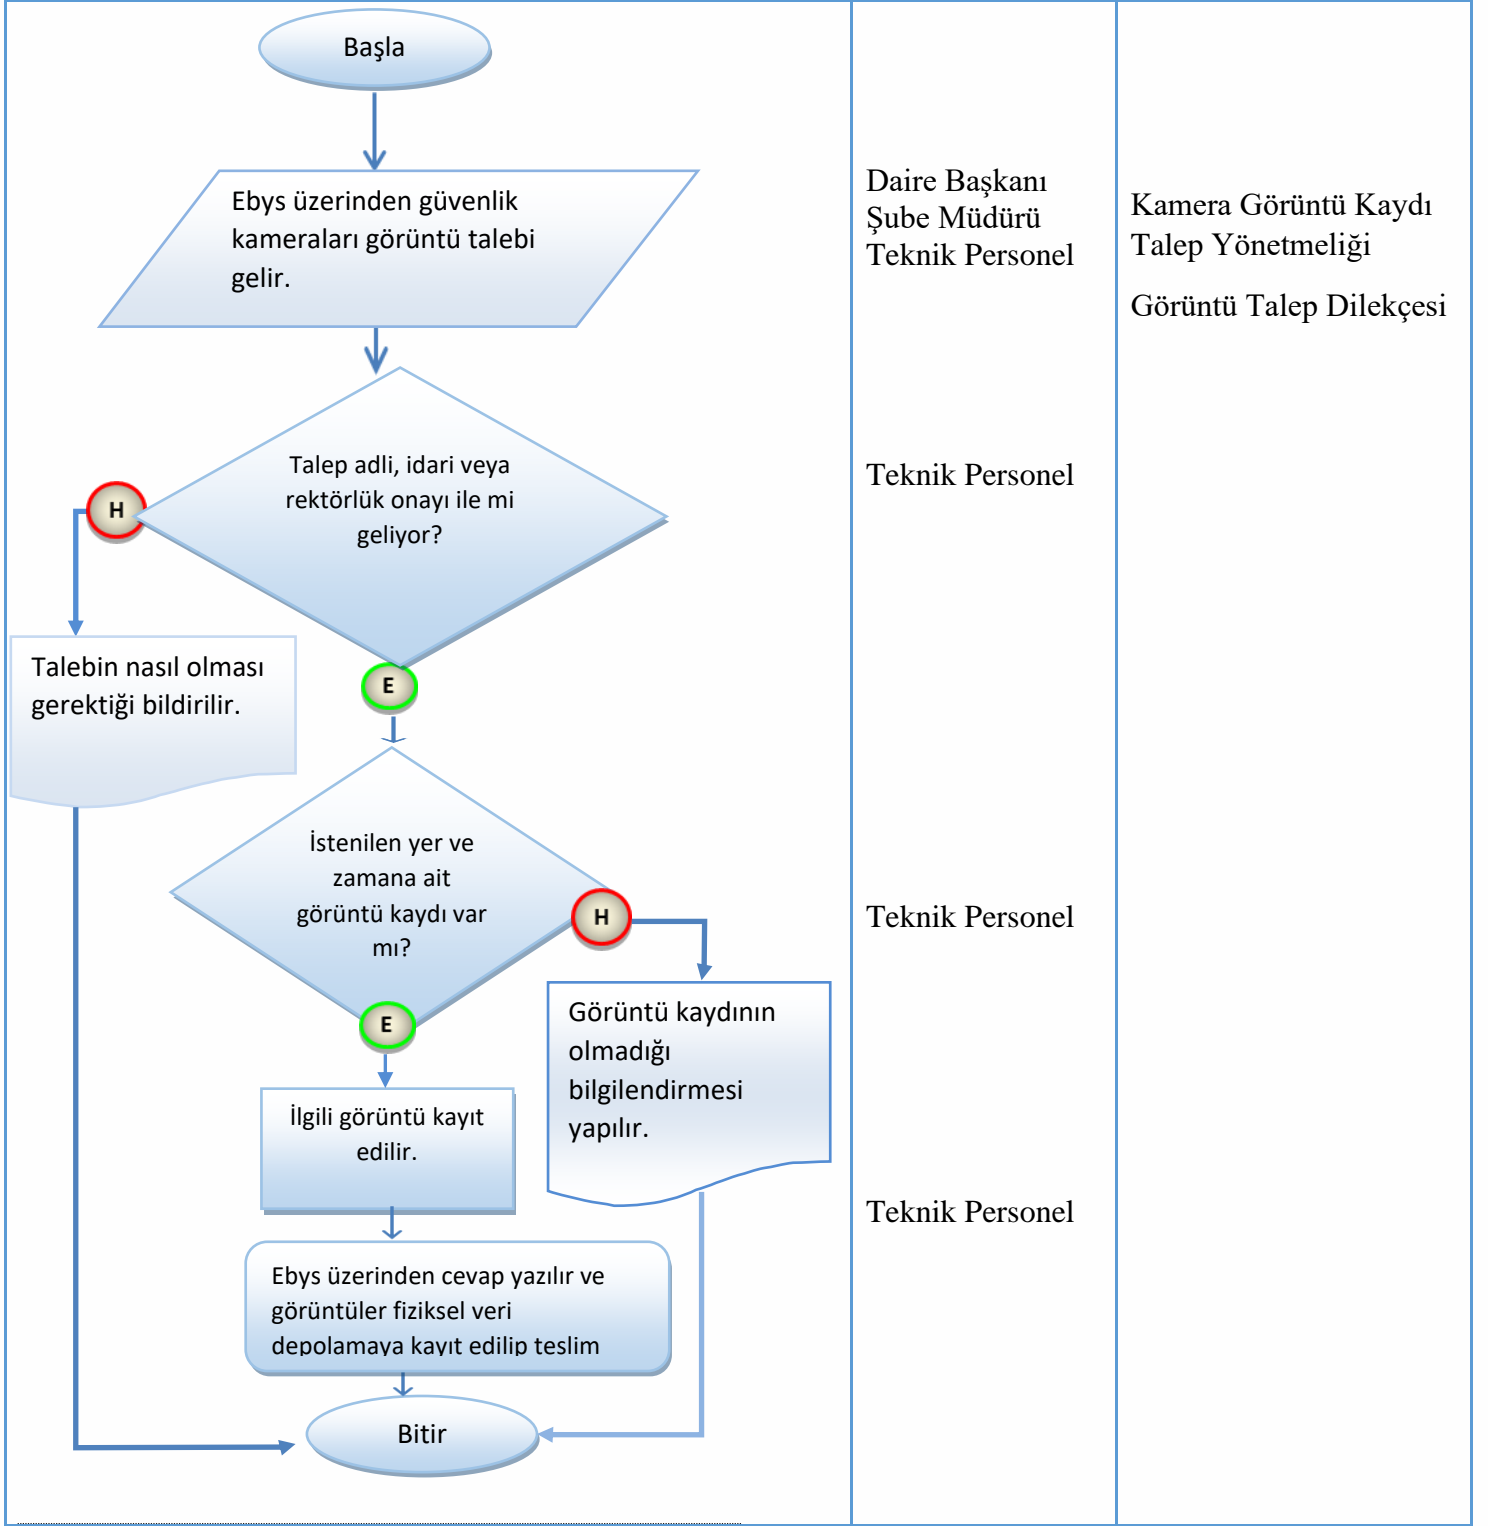 Başla
Ebys üzerinden güvenlik
kameraları görüntü talebi
gelir.
Daire Başkanı
Şube Müdürü
Teknik Personel
Kamera Görüntü Kaydı
Talep Yönetmeliği
Görüntü Talep Dilekçesi
Talep adli, idari veya
rektörlük onayı ile mi
geliyor?
H
Teknik Personel
Talebin nasıl olması
gerektiği bildirilir.
E
İstenilen yer ve
zamana ait
görüntü kaydı var
mı?
H
Teknik Personel
E
Görüntü kaydının
olmadığı
bilgilendirmesi
yapılır.
İlgili görüntü kayıt
edilir.
Teknik Personel
Ebys üzerinden cevap yazılır ve
görüntüler fiziksel veri
depolamaya kayıt edilip teslim
Bitir